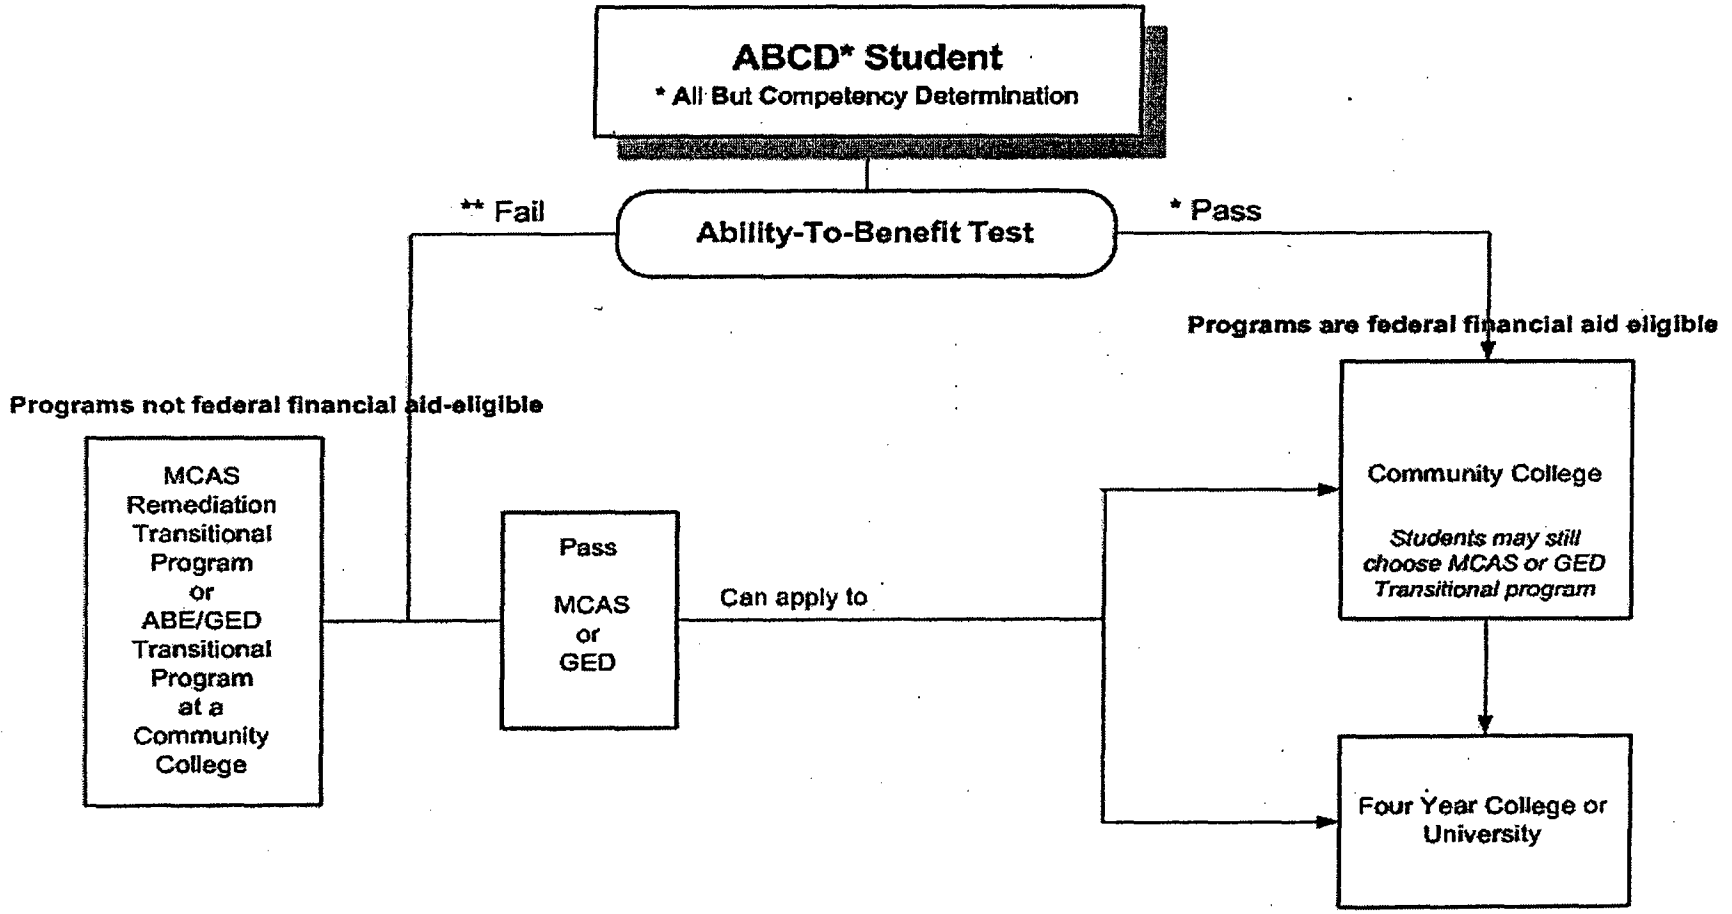 ABCD* Student
* All But Competency Determination
** Fail
Ability-To-Benefit Test
* Pass
Programs are federal financial aid eligible
Programs not federal financial aid-eligible
MCAS
Remediation
Transitional
Program
or
ABE/GED
Transitional
Program
at a
Community
College
Pass
MCAS
or
GED
Can apply to
Community College
Students may still
choose MCAS or GED
Transitional program
Four Year College or
University